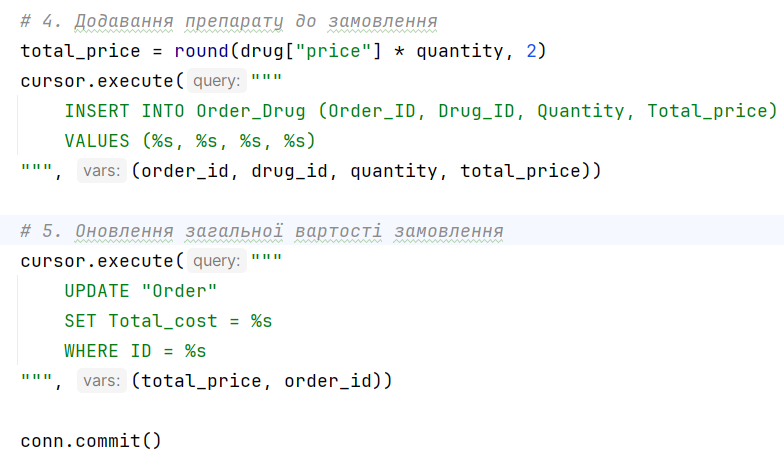 # 4. Додавання препарату до замовлення
total_price = round(drug["price"] * quantity, 2)
cursor.execute( query: """
    INSERT INTO Order_Drug (Order_ID, Drug_ID, Quantity, Total_price)
    VALUES (%s, %s, %s, %s)
""", vars: (order_id, drug_id, quantity, total_price))
# 5. Оновлення загальної вартості замовлення
cursor.execute( query: """
    UPDATE "Order"
    SET Total_cost = %s
    WHERE ID = %s
""", vars: (total_price, order_id))
conn.commit()